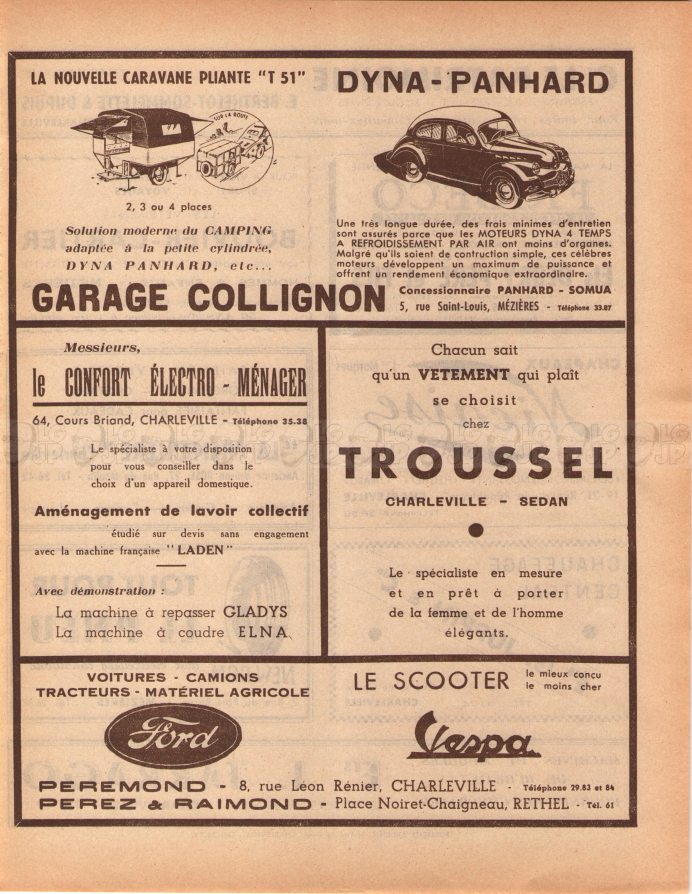 LA NOUVELLE CARAVANE PLIANTE "T 51"
SUR LA ROUTE
2, 3 ou 4 places
Solution moderne du CAMPING
adaptée à la petite cylindrée,
DYNA PANHARD, etc...
DYNA-PANHARD
Une très longue durée, des frais minimes d'entretien
sont assurés parce que les MOTEURS DYNA 4 TEMPS
A REFROIDISSEMENT PAR AIR ont moins d'organes.
Malgré qu'ils soient de contruction simple, ces célèbres
moteurs développent un maximum de puissance et
offrent un rendement économique extraordinaire.
GARAGE COLLIGNON
Concessionnaire PANHARD - SOMUA
5, rue Saint-Louis, MÉZIÈRES - Téléphone 33.87
Messieurs,
le CONFORT ÉLECTRO - MÉNAGER
64, Cours Briand, CHARLEVILLE - Téléphone 35.38
Le spécialiste à votre disposition
pour vous conseiller dans le
choix d'un appareil domestique.
Aménagement de lavoir collectif
étudié sur devis sans engagement
avec la machine française "LADEN"
Avec démonstration :
La machine à repasser GLADYS
La machine à coudre ELNA
Chacun sait
qu'un VETEMENT qui plaît
se choisit
chez
TROUSSEL
CHARLEVILLE - SEDAN
Le spécialiste en mesure
et en prêt à porter
de la femme et de l'homme
élégants.
VOITURES - CAMIONS
TRACTEURS - MATÉRIEL AGRICOLE
Ford
LE SCOOTER
le mieux concu
le moins cher
Vespa
PEREMOND - 8, rue Léon Rénier, CHARLEVILLE - Téléphone 29.83 et 84
PEREZ & RAIMOND - Place Noiret-Chaigneau, RETHEL - Tél. 61